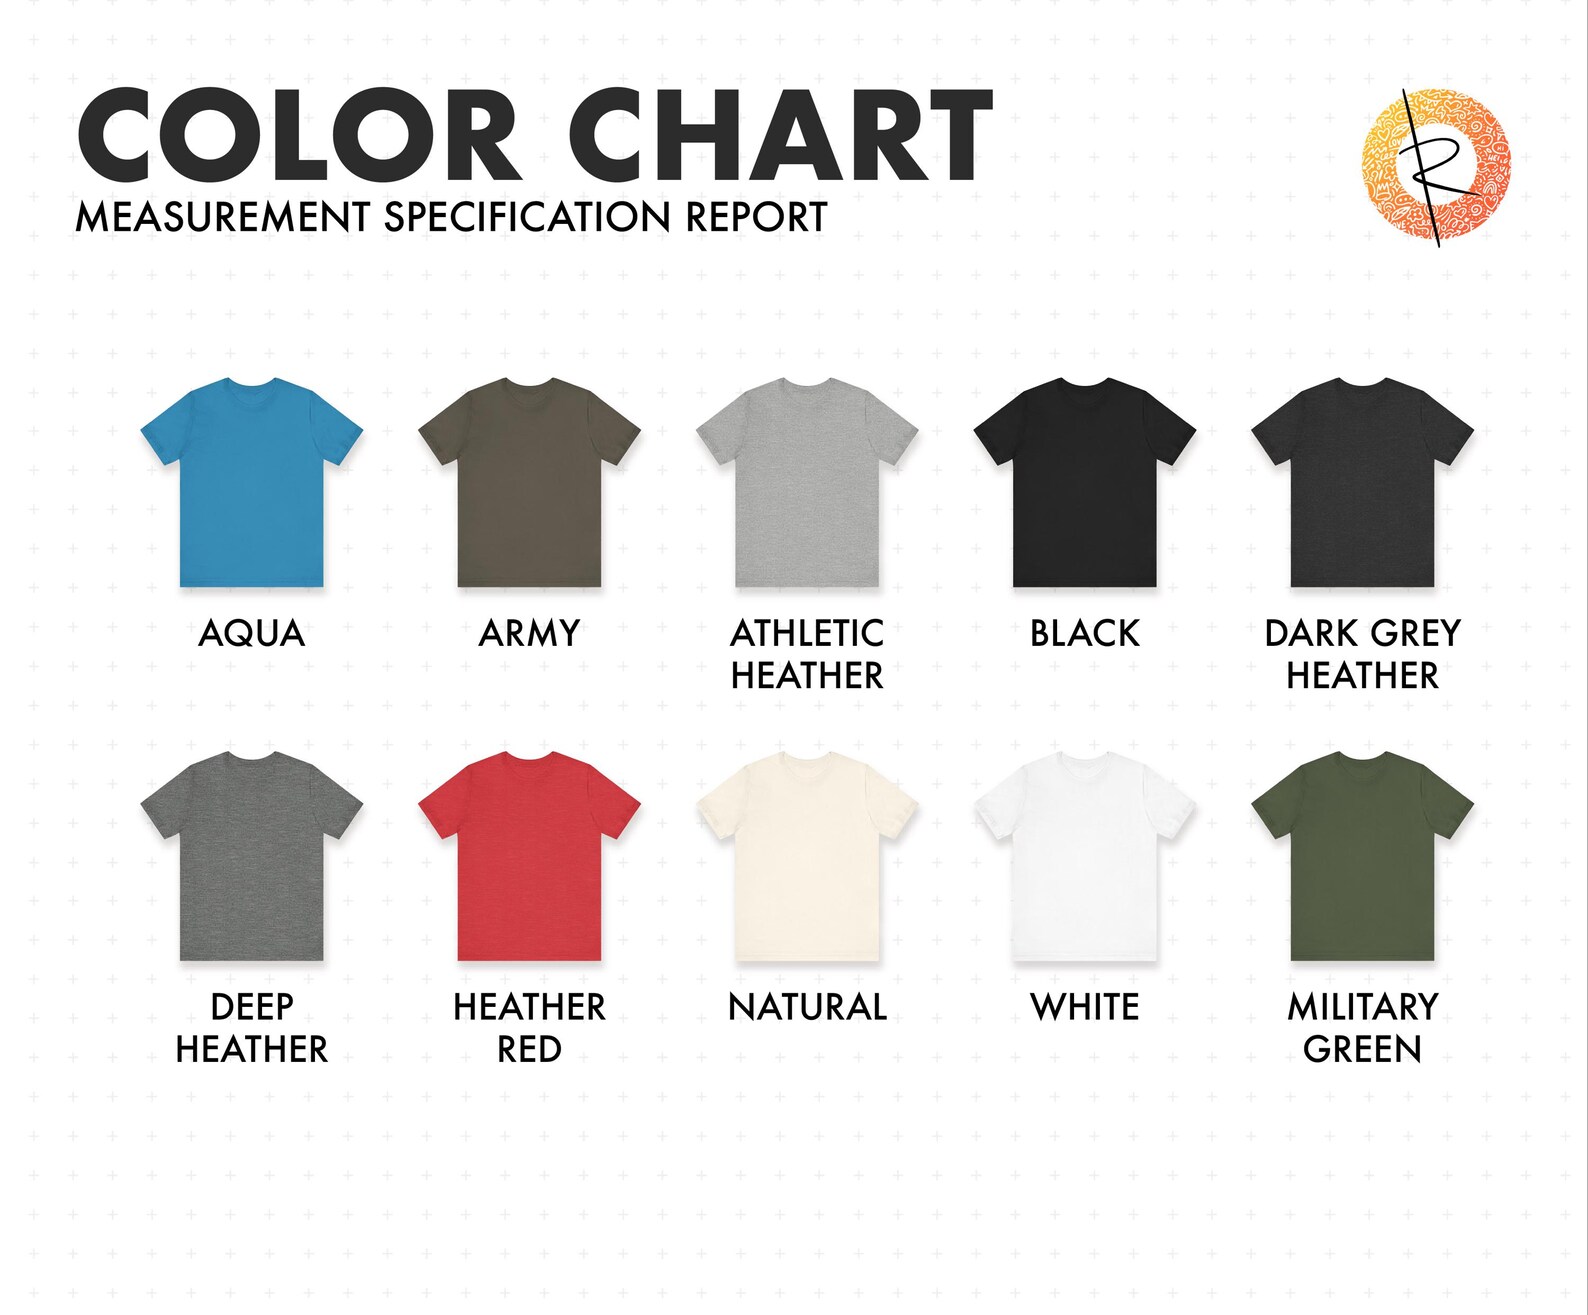 COLOR CHART
MEASUREMENT SPECIFICATION REPORT
R
AQUA
ARMY
ATHLETIC
HEATHER
BLACK
DARK GREY
HEATHER
DEEP
HEATHER
HEATHER
RED
NATURAL
WHITE
MILITARY
GREEN